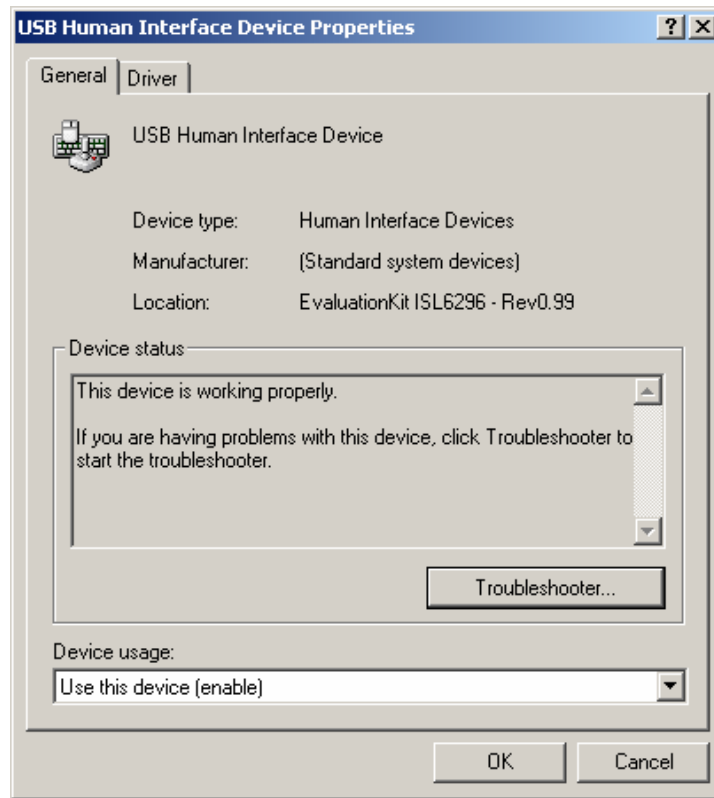 USB Human Interface Device Properties
General Driver
USB Human Interface Device
Device type: Human Interface Devices
Manufacturer: (Standard system devices)
Location: EvaluationKit ISL6296 - Rev0.99
Device status
This device is working properly.
If you are having problems with this device, click Troubleshooter to
start the troubleshooter.
Troubleshooter...
Device usage:
Use this device (enable)
OK Cancel